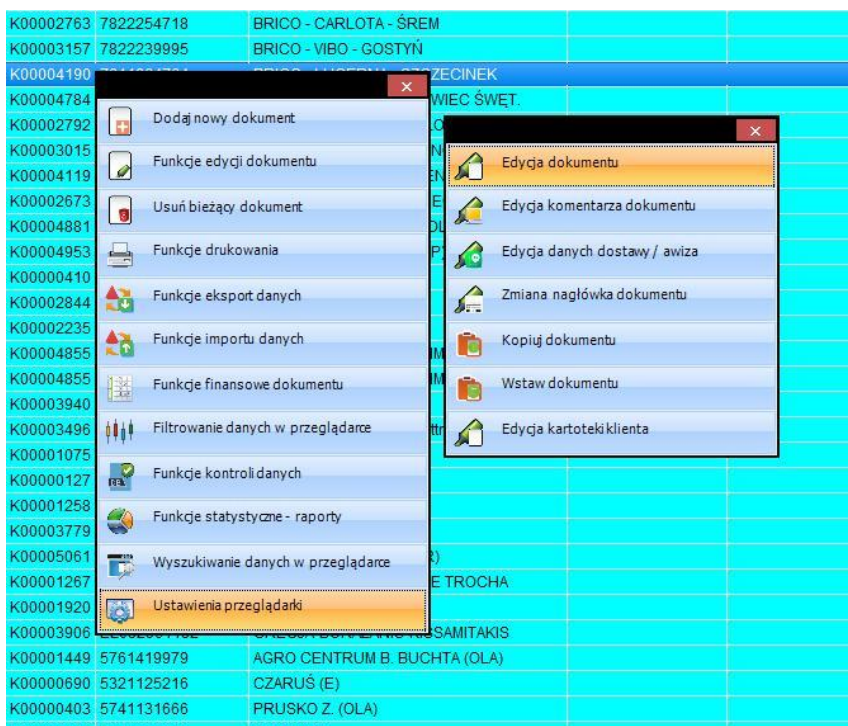 K00002763 7822254718 BRICO - CARLOTA - ŚREM
K00003157 7822239995 BRICO - VIBO - GOSTYŃ
K00004190 ZECINEK
K00004784 WIEC ŚWĘT.
K00002792
K00003015
K00004119
K00002673
K00004881
K00004953
K00000410
K00002844
K00002235
K00004855
K00004855
K00003940
K00003496
K00001075
K00000127
K00001258
K00003779
K00005061
K00001267 E TROCHA
K00001920
K00003906 SAMITAKIS
K00001449 5761419979 AGRO CENTRUM B. BUCHTA (OLA)
K00000690 5321125216 CZARUŚ (E)
K00000403 5741131666 PRUSKO Z. (OLA)
Dodaj nowy dokument
Funkcje edycji dokumentu
Usuń bieżący dokument
Funkcje drukowania
Funkcje eksport danych
Funkcje importu danych
Funkcje finansowe dokumentu
Filtrowanie danych w przeglądarce
Funkcje kontroli danych
Funkcje statystyczne - raporty
Wyszukiwanie danych w przeglądarce
Ustawienia przeglądarki
Edycja dokumentu
Edycja komentarza dokumentu
Edycja danych dostawy / awiza
Zmiana nagłówka dokumentu
Kopiuj dokumentu
Wstaw dokumentu
Edycja kartoteki klienta